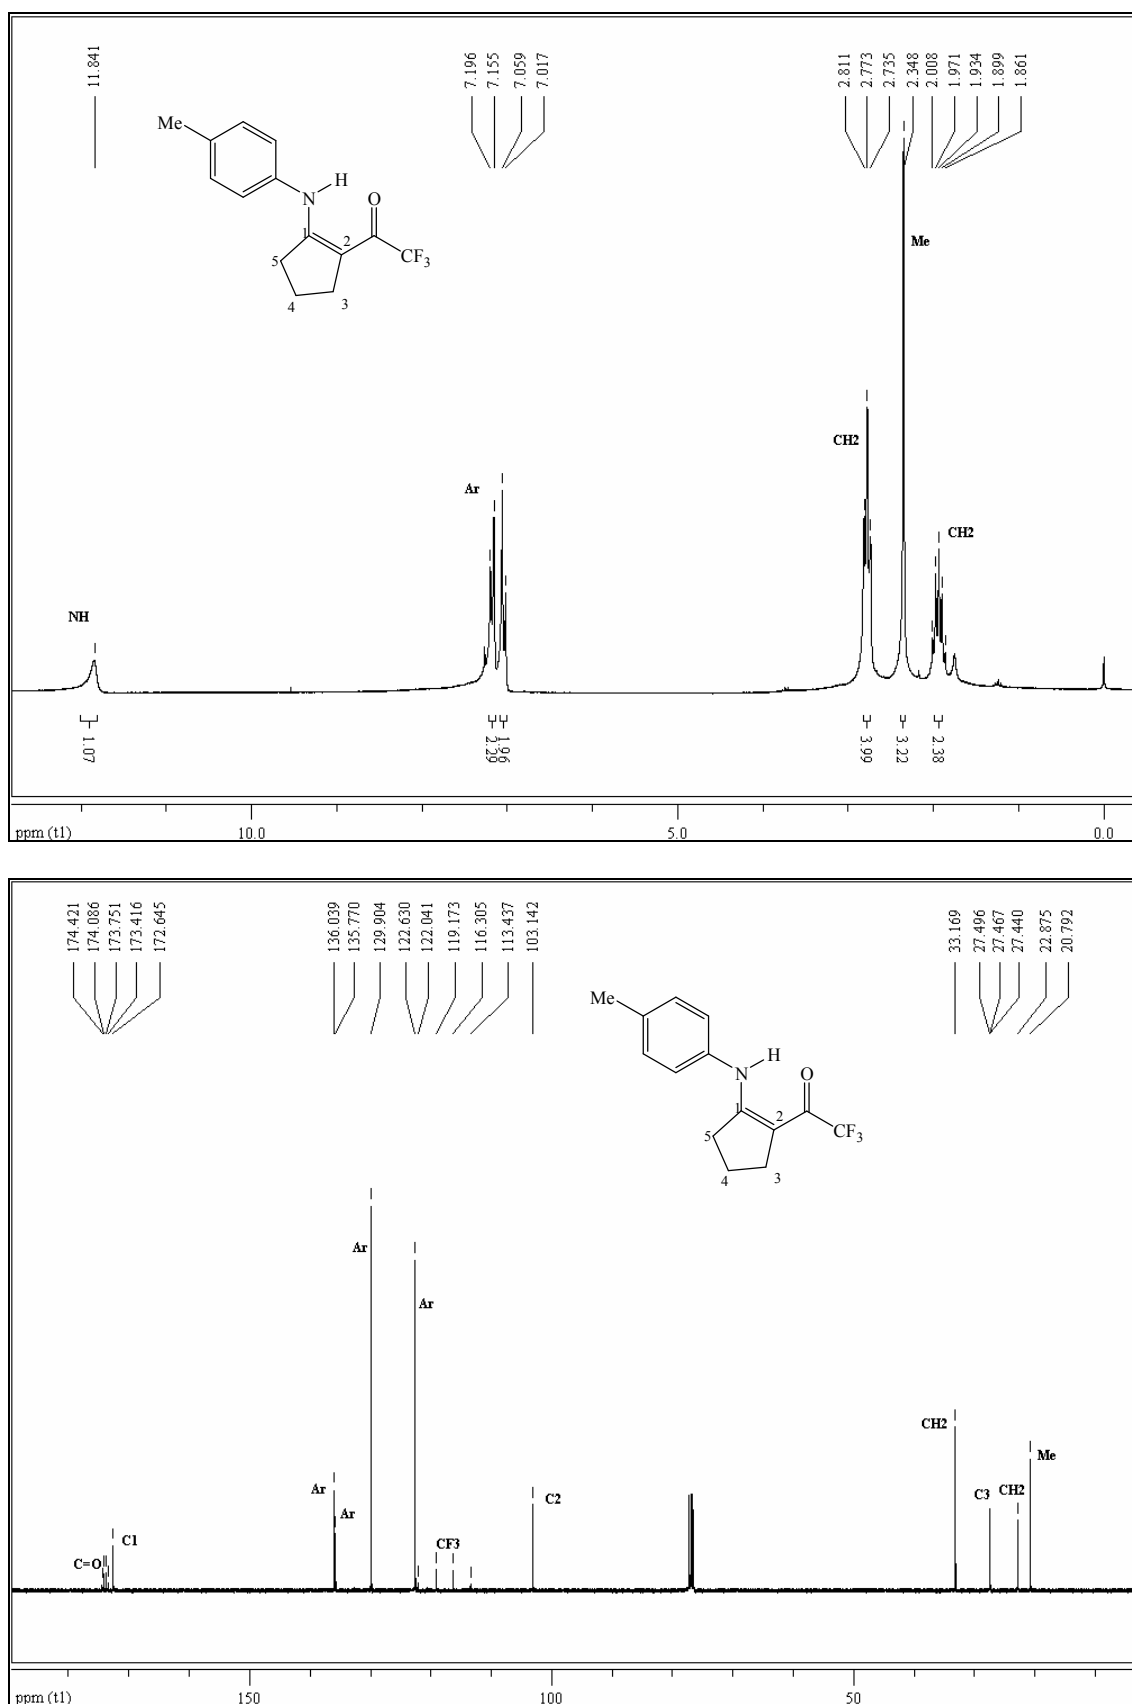 11.841
7.196
7.155
7.059
7.017
2.811
2.773
2.735
2.348
2.008
1.971
1.934
1.899
1.861
Me
N
H
O
CF3
1
2
5
4
3
Me
CH2
Ar
CH2
NH
1.07
2.29
1.96
3.99
3.22
2.38
ppm (t1)
10.0
5.0
0.0
174.421
174.086
173.751
173.416
172.645
136.039
135.770
129.904
122.630
122.041
119.173
116.305
113.437
103.142
33.169
27.496
27.467
27.440
22.875
20.792
Me
N
H
O
CF3
1
2
5
4
3
Ar
Ar
CH2
Me
Ar
Ar
C2
C3
CH2
C1
CF3
C=O
ppm (t1)
150
100
50